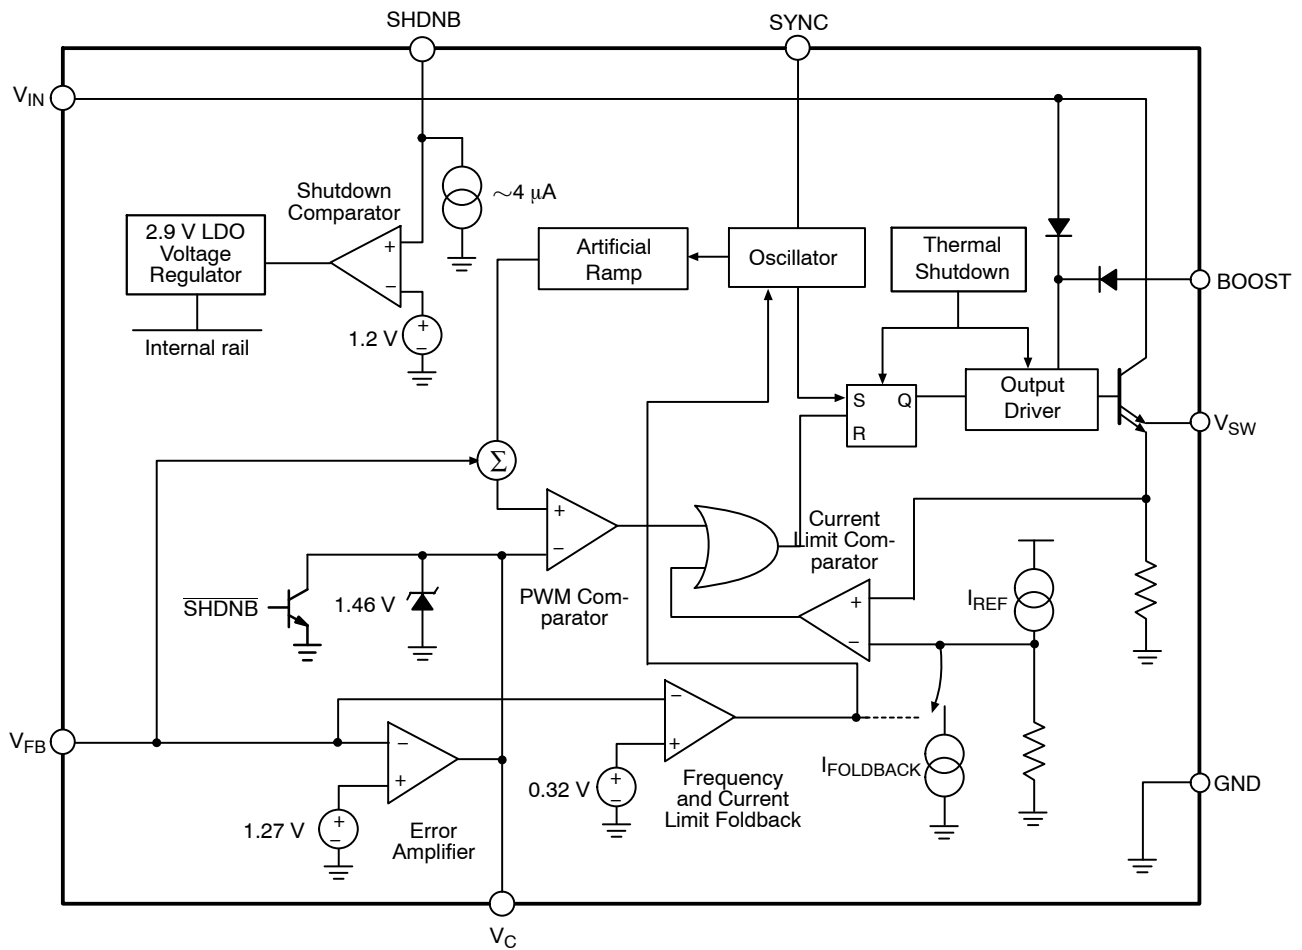 SHDNB
SYNC
V_IN
Shutdown
Comparator
~4 μA
2.9 V LDO
Voltage
Regulator
+
−
Artificial
Ramp
Oscillator
Thermal
Shutdown
BOOST
1.2 V
+
−
Internal rail
S
Q
R
Output
Driver
V_SW
Σ
+
−
Current
Limit Com-
parator
PWM Com-
parator
SHDNB
1.46 V
+
−
I_REF
V_FB
−
+
−
+
1.27 V
+
−
Error
Amplifier
0.32 V
+
−
Frequency
and Current
Limit Foldback
I_FOLDBACK
GND
V_C